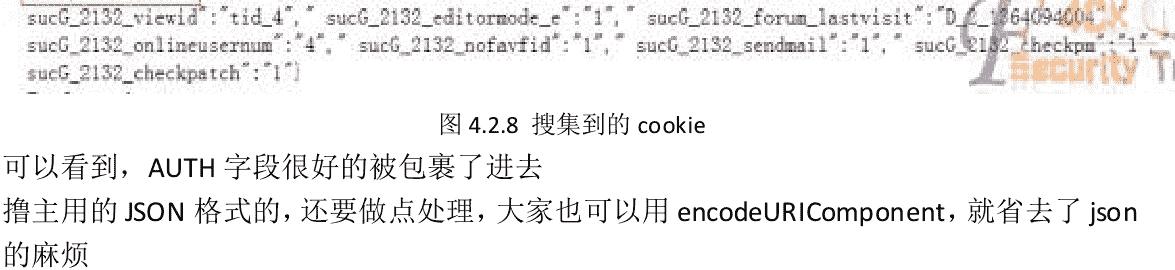 sucG_2132_viewid":"tid_4"," sucG_2132_editormode_e":"1"," sucG_2132_forum_lastvisit":"D_2_1364094004","
sucG_2132_onlineusernum":"4"," sucG_2132_nofavfid":"1"," sucG_2132_sendmail":"1"," sucG_2132_checkpm":"1","
sucG_2132_checkpatch":"1"}
Security
图 4.2.8 搜集到的 cookie
可以看到，AUTH 字段很好的被包裹了进去
撸主用的 JSON 格式的，还要做点处理，大家也可以用 encodeURIComponent，就省去了 json
的麻烦